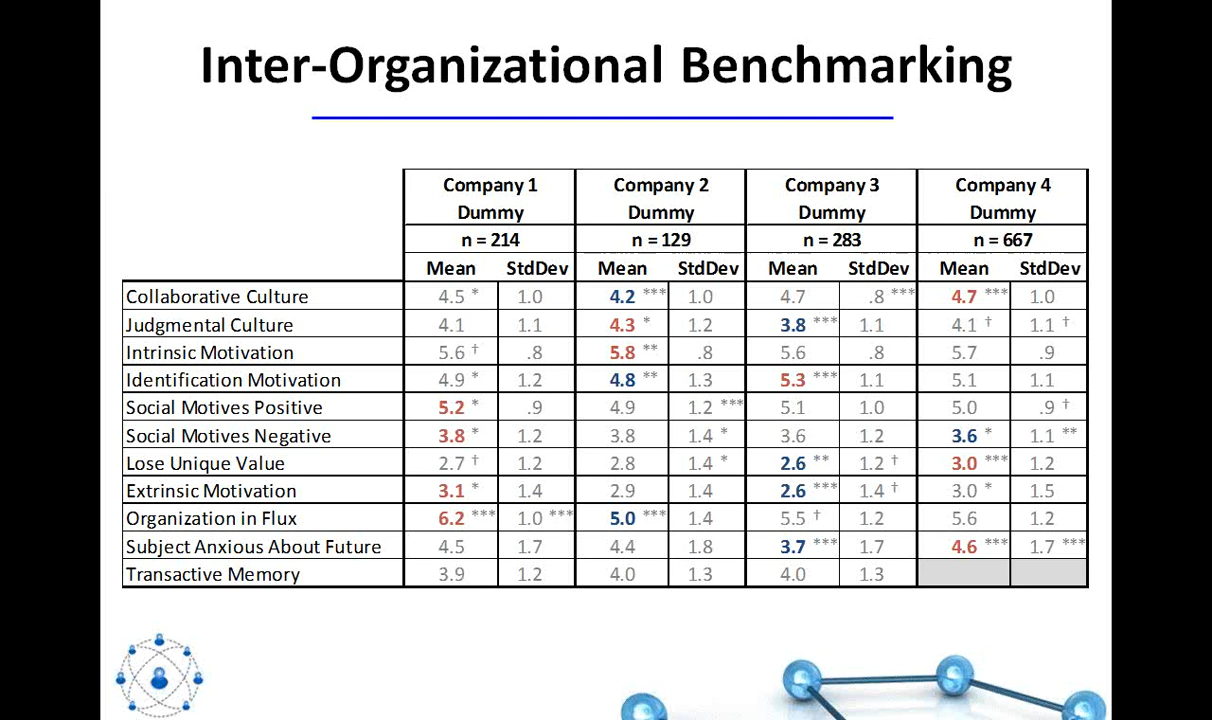 Inter-Organizational Benchmarking
Company 1 Company 2 Company 3 Company 4
Dummy Dummy Dummy Dummy
n = 214 n = 129 n = 283 n = 667
Mean StdDev Mean StdDev Mean StdDev Mean StdDev
Collaborative Culture 4.5 * 1.0 4.2 *** 1.0 4.7 .8 *** 4.7 *** 1.0
Judgmental Culture 4.1 1.1 4.3 * 1.2 3.8 *** 1.1 4.1 † 1.1 †
Intrinsic Motivation 5.6 † .8 5.8 ** .8 5.6 .8 5.7 .9
Identification Motivation 4.9 * 1.2 4.8 ** 1.3 5.3 *** 1.1 5.1 1.1
Social Motives Positive 5.2 * .9 4.9 1.2 *** 5.1 1.0 5.0 .9 †
Social Motives Negative 3.8 * 1.2 3.8 1.4 * 3.6 1.2 3.6 * 1.1 **
Lose Unique Value 2.7 † 1.2 2.8 1.4 * 2.6 ** 1.2 † 3.0 *** 1.2
Extrinsic Motivation 3.1 * 1.4 2.9 1.4 2.6 *** 1.4 † 3.0 * 1.5
Organization in Flux 6.2 *** 1.0 *** 5.0 *** 1.4 5.5 † 1.2 5.6 1.2
Subject Anxious About Future 4.5 1.7 4.4 1.8 3.7 *** 1.7 4.6 *** 1.7 ***
Transactive Memory 3.9 1.2 4.0 1.3 4.0 1.3